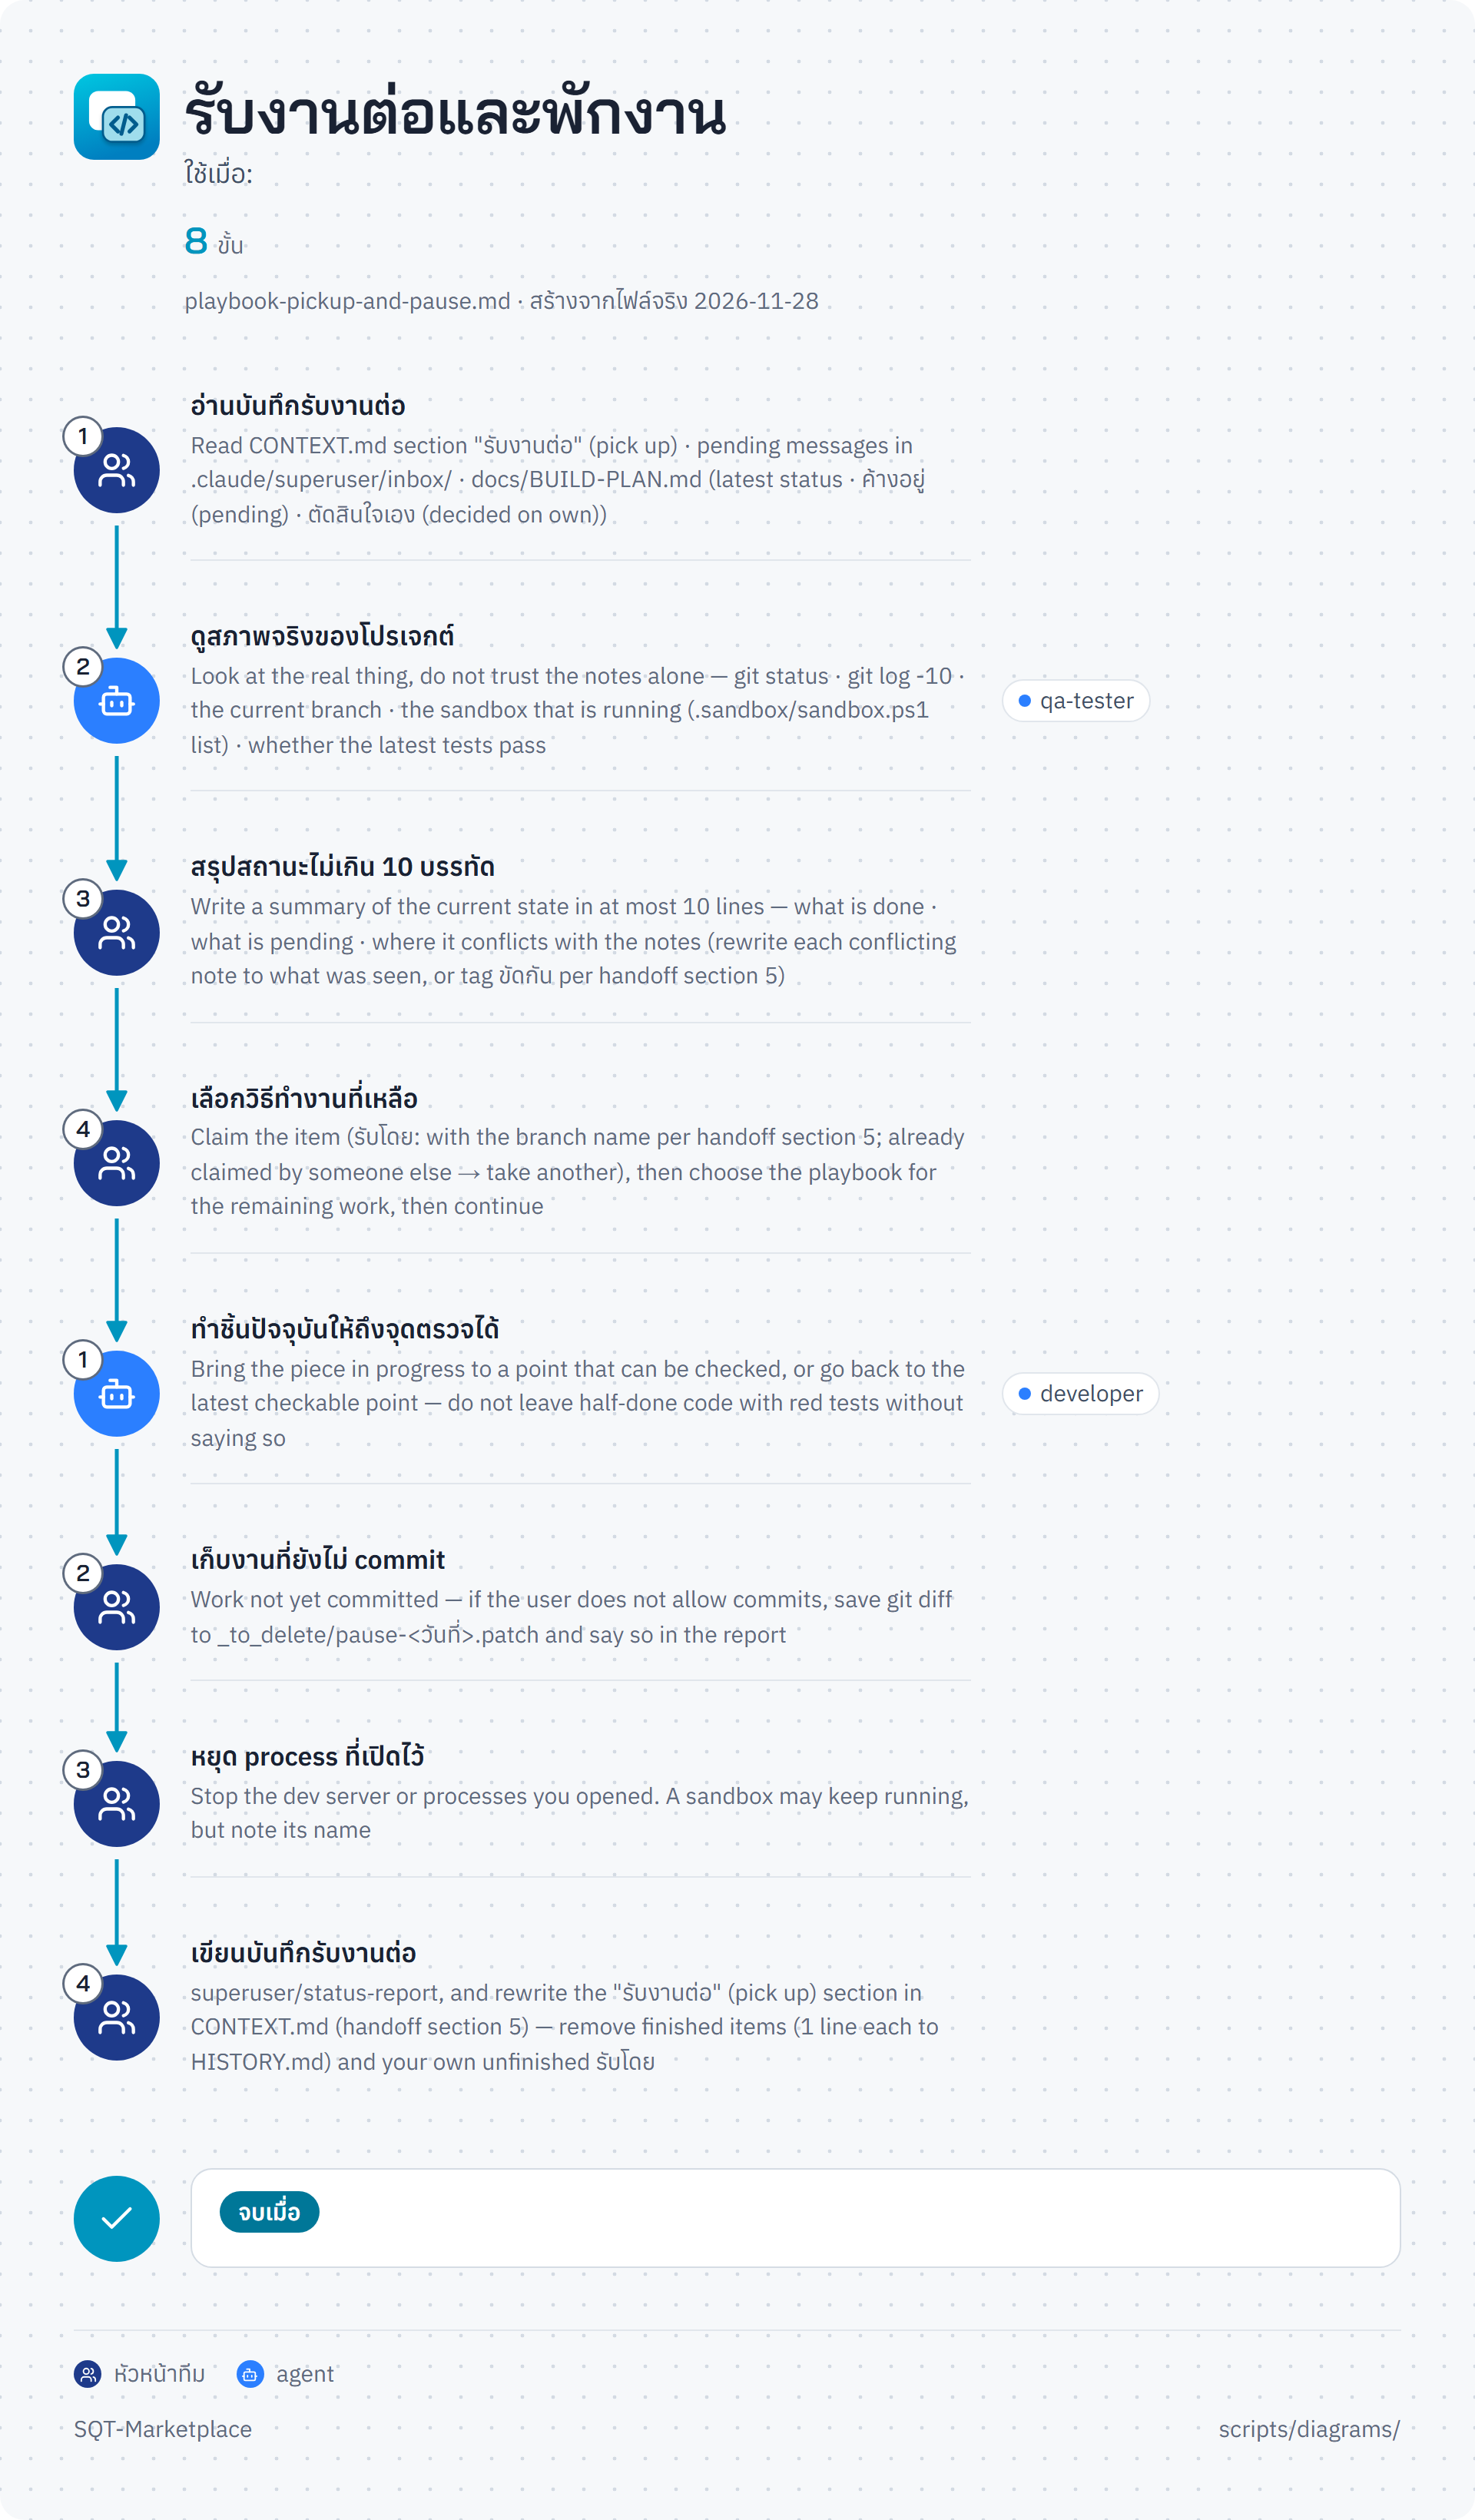 รับงานต่อและพักงาน
ใช้เมื่อ:
8 ขั้น
playbook-pickup-and-pause.md · สร้างจากไฟล์จริง 2026-11-28
1
อ่านบันทึกรับงานต่อ
Read CONTEXT.md section "รับงานต่อ" (pick up) · pending messages in
.claude/superuser/inbox/ · docs/BUILD-PLAN.md (latest status · ค้างอยู่
(pending) · ตัดสินใจเอง (decided on own))
2
ดูสภาพจริงของโปรเจกต์
Look at the real thing, do not trust the notes alone — git status · git log -10 ·
the current branch · the sandbox that is running (.sandbox/sandbox.ps1
list) · whether the latest tests pass
qa-tester
3
สรุปสถานะไม่เกิน 10 บรรทัด
Write a summary of the current state in at most 10 lines — what is done ·
what is pending · where it conflicts with the notes (rewrite each conflicting
note to what was seen, or tag ขัดกัน per handoff section 5)
4
เลือกวิธีทำงานที่เหลือ
Claim the item (รับโดย: with the branch name per handoff section 5; already
claimed by someone else → take another), then choose the playbook for
the remaining work, then continue
1
ทำชิ้นปัจจุบันให้ถึงจุดตรวจได้
Bring the piece in progress to a point that can be checked, or go back to the
latest checkable point — do not leave half-done code with red tests without
saying so
developer
2
เก็บงานที่ยังไม่ commit
Work not yet committed — if the user does not allow commits, save git diff
to _to_delete/pause-<วันที่>.patch and say so in the report
3
หยุด process ที่เปิดไว้
Stop the dev server or processes you opened. A sandbox may keep running,
but note its name
4
เขียนบันทึกรับงานต่อ
superuser/status-report, and rewrite the "รับงานต่อ" (pick up) section in
CONTEXT.md (handoff section 5) — remove finished items (1 line each to
HISTORY.md) and your own unfinished รับโดย
จบเมื่อ
หัวหน้าทีม
agent
SQT-Marketplace
scripts/diagrams/